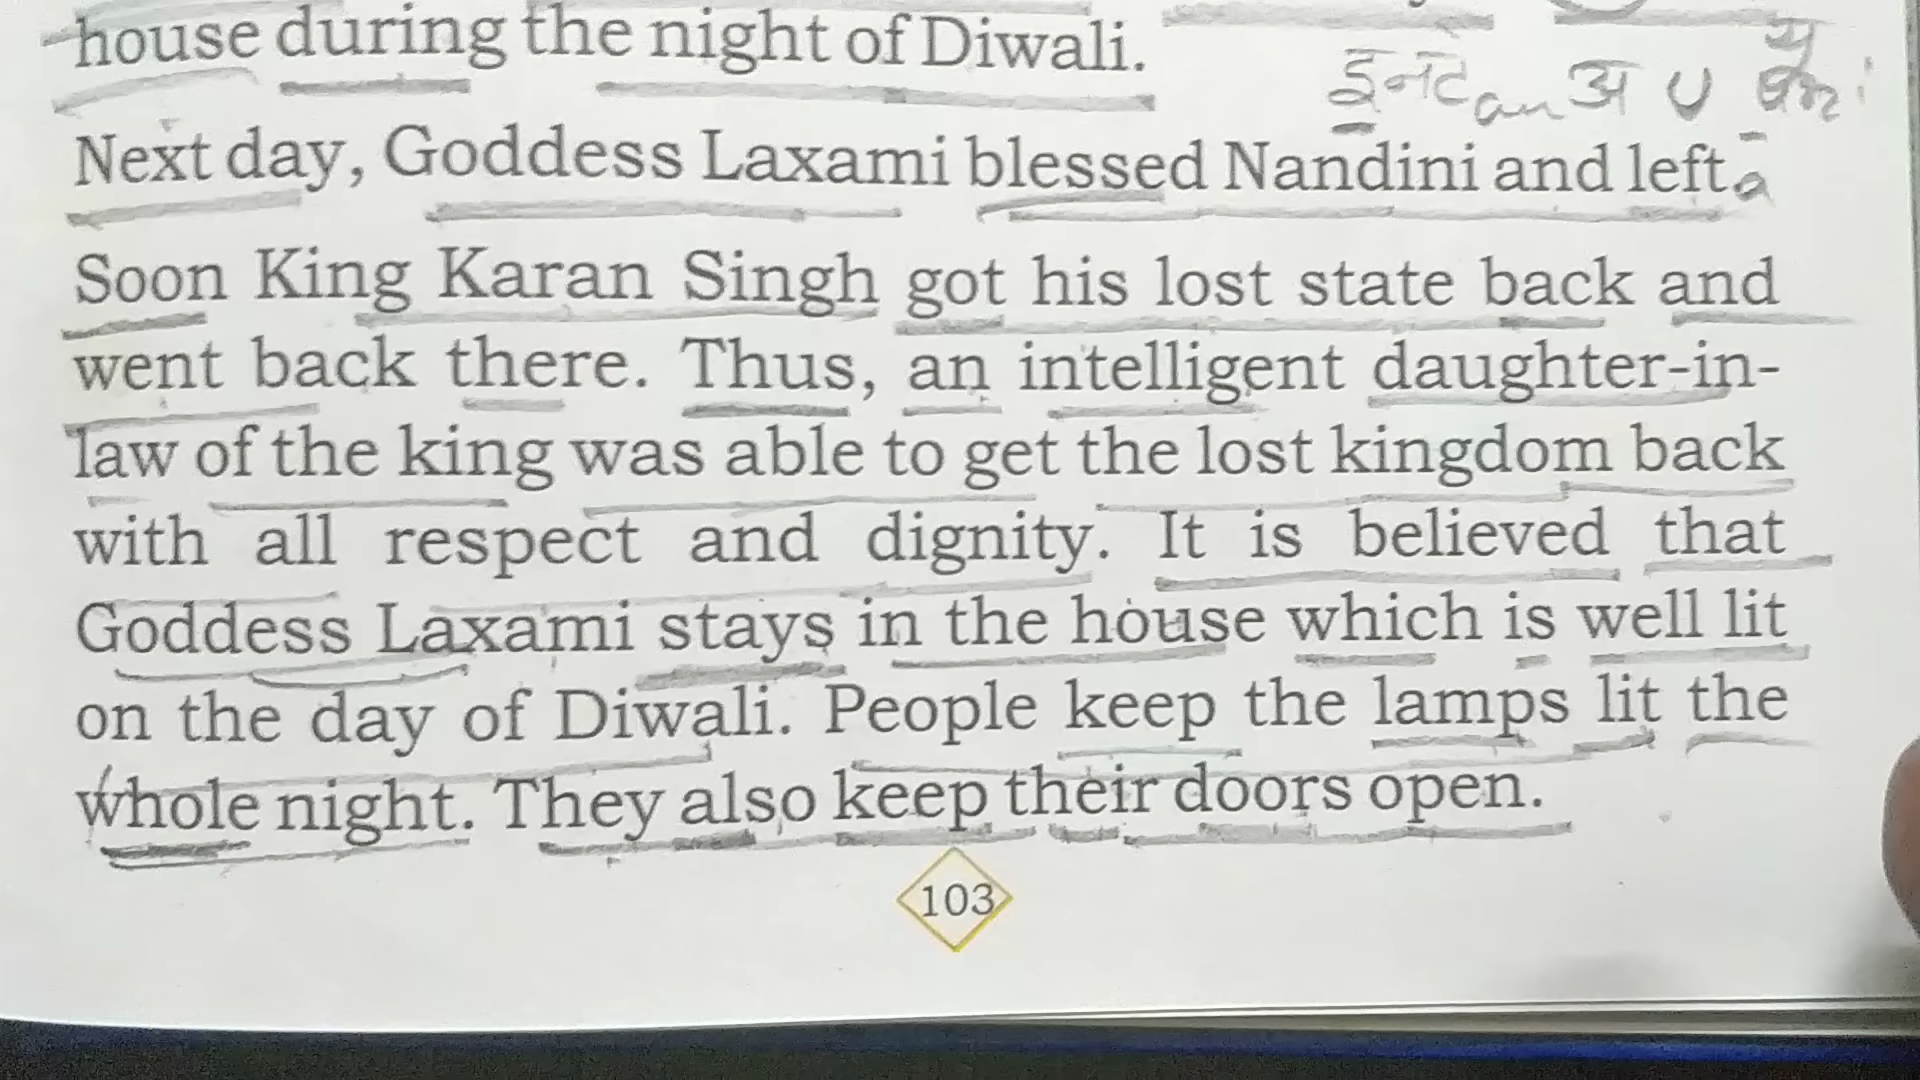 house during the night of Diwali.
Next day, Goddess Laxami blessed Nandini and left.
Soon King Karan Singh got his lost state back and
went back there. Thus, an intelligent daughter-in-
law of the king was able to get the lost kingdom back
with all respect and dignity. It is believed that
Goddess Laxami stays in the house which is well lit
on the day of Diwali. People keep the lamps lit the
whole night. They also keep their doors open.
103